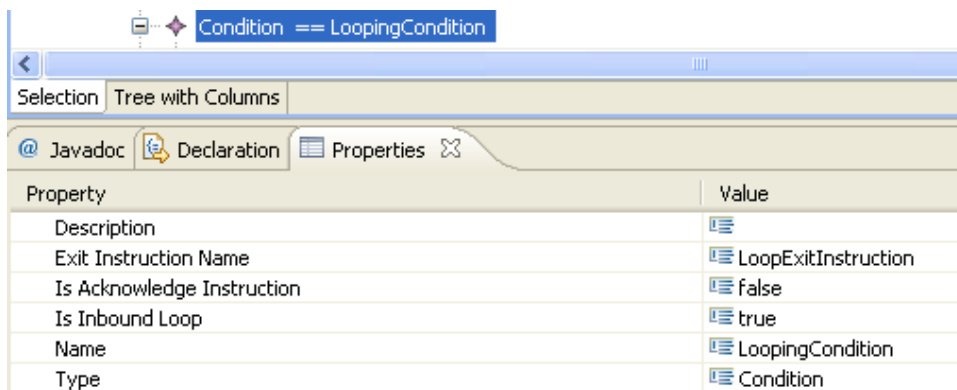 Condition == LoopingCondition
Selection Tree with Columns
@ Javadoc Declaration Properties
Property Value
Description
Exit Instruction Name LoopExitInstruction
Is Acknowledge Instruction false
Is Inbound Loop true
Name LoopingCondition
Type Condition